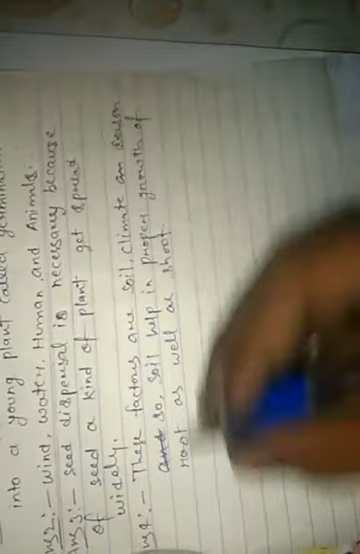 into a young plant called
Ans2:- Wind, water, Human and Animals.
Ans3:- seed dispersal is necessary because
of seed a kind of plant get spread
widely.
Ans4:- These factors are soil, climate an season
so, soil help in proper growth of
root as well as shoot